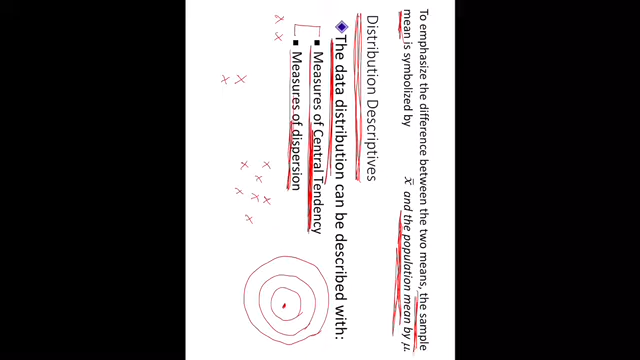 To emphasize the difference between the two means, the sample
mean is symbolized by x̄ and the population mean by μ
Distribution Descriptives
The data distribution can be described with:
Measures of Central Tendency
Measures of dispersion
x
x
x x
x x
x
x x x
x